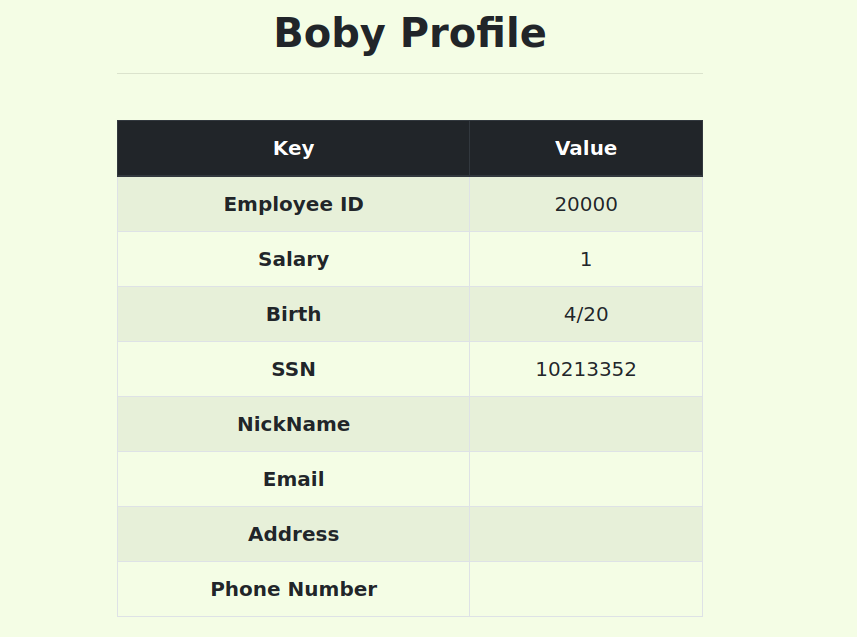 Boby Profile
Key Value
Employee ID 20000
Salary 1
Birth 4/20
SSN 10213352
NickName
Email
Address
Phone Number